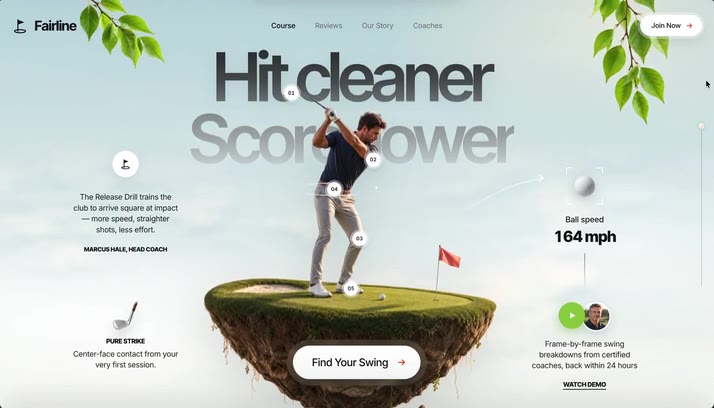 Fairline
Course
Reviews
Our Story
Coaches
Join Now
Hit cleaner
Score lower
01
02
03
04
05
The Release Drill trains the
club to arrive square at impact
— more speed, straighter
shots, less effort.
MARCUS HALE, HEAD COACH
PURE STRIKE
Center-face contact from your
very first session.
Ball speed
164 mph
Frame-by-frame swing
breakdowns from certified
coaches, back within 24 hours
WATCH DEMO
Find Your Swing